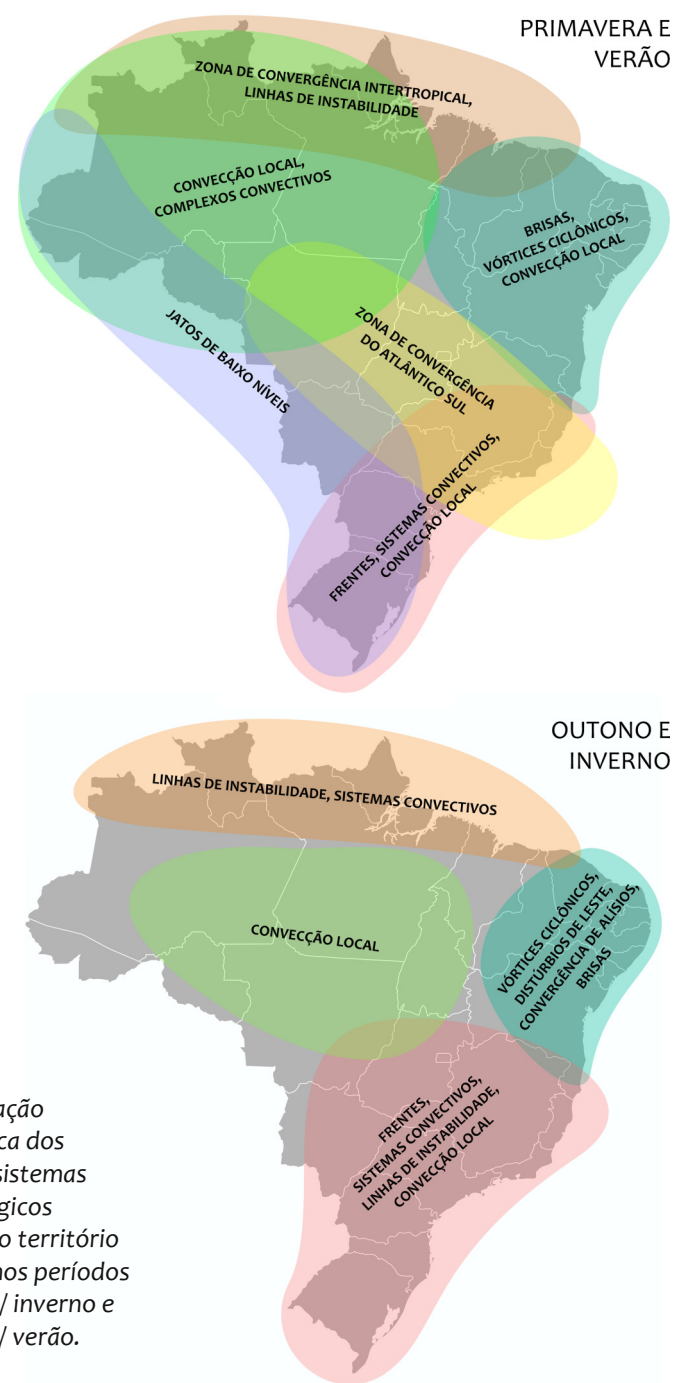 PRIMAVERA E
VERÃO
ZONA DE CONVERGÊNCIA INTERTROPICAL,
LINHAS DE INSTABILIDADE
CONVECÇÃO LOCAL,
COMPLEXOS CONVECTIVOS
BRISAS,
VÓRTICES CICLÔNICOS,
CONVECÇÃO LOCAL
JATOS DE BAIXO NÍVEIS
ZONA DE CONVERGÊNCIA
DO ATLÂNTICO SUL
FRENTES, SISTEMAS CONVECTIVOS,
CONVECÇÃO LOCAL
OUTONO E
INVERNO
LINHAS DE INSTABILIDADE, SISTEMAS CONVECTIVOS
CONVECÇÃO LOCAL
VÓRTICES CICLÔNICOS,
DISTÚRBIOS DE LESTE,
CONVERGÊNCIA DE ALÍSIOS,
BRISAS
FRENTES,
SISTEMAS CONVECTIVOS,
LINHAS DE INSTABILIDADE,
CONVECÇÃO LOCAL
ação
ca dos
sistemas
gicos
o território
nos períodos
/ inverno e
/ verão.